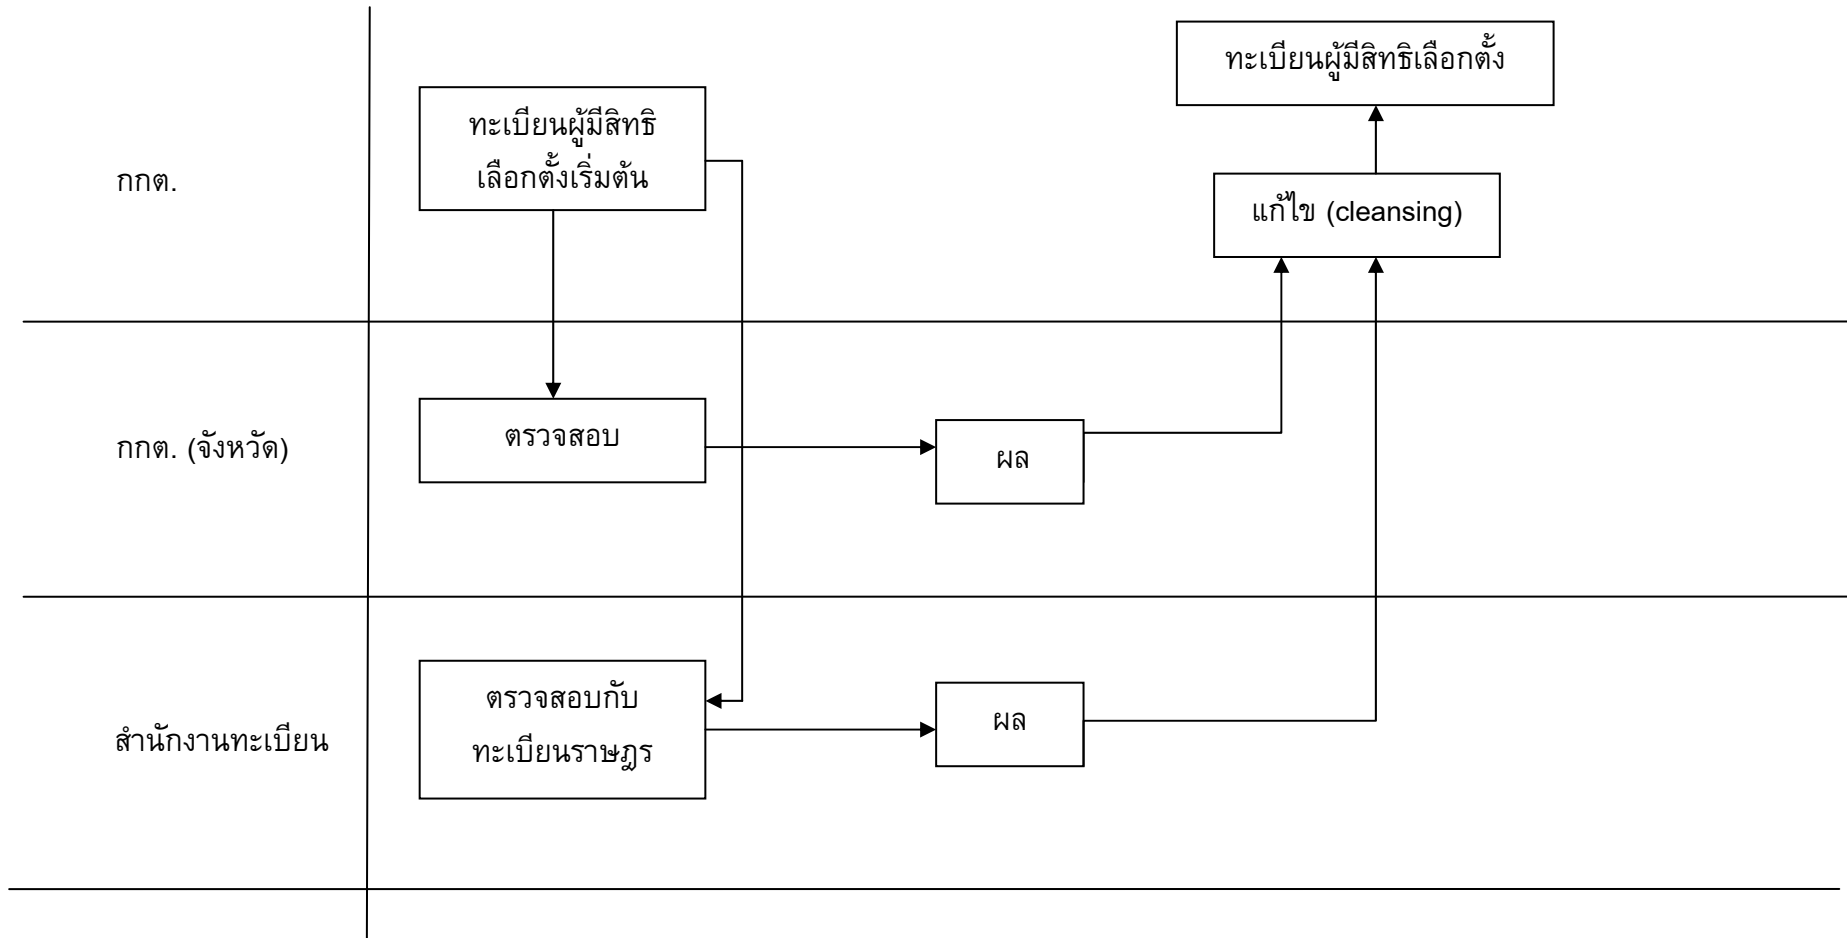 ทะเบียนผู้มีสิทธิเลือกตั้ง
ทะเบียนผู้มีสิทธิ
เลือกตั้งเริ่มต้น
กกต.
แก้ไข (cleansing)
กกต. (จังหวัด)
ตรวจสอบ
ผล
สำนักงานทะเบียน
ตรวจสอบกับ
ทะเบียนราษฎร
ผล